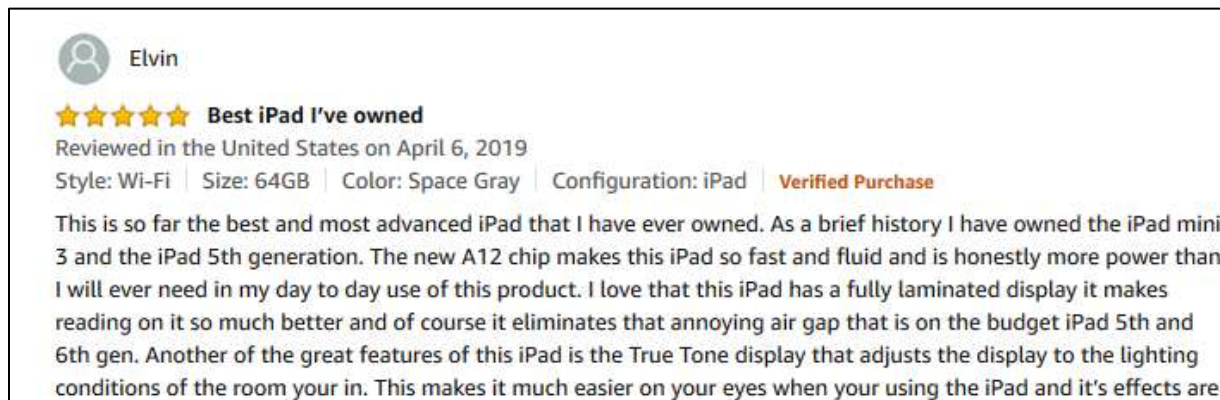 Elvin
Best iPad I've owned
Reviewed in the United States on April 6, 2019
Style: Wi-Fi Size: 64GB Color: Space Gray Configuration: iPad Verified Purchase
This is so far the best and most advanced iPad that I have ever owned. As a brief history I have owned the iPad mini
3 and the iPad 5th generation. The new A12 chip makes this iPad so fast and fluid and is honestly more power than
I will ever need in my day to day use of this product. I love that this iPad has a fully laminated display it makes
reading on it so much better and of course it eliminates that annoying air gap that is on the budget iPad 5th and
6th gen. Another of the great features of this iPad is the True Tone display that adjusts the display to the lighting
conditions of the room your in. This makes it much easier on your eyes when your using the iPad and it's effects are